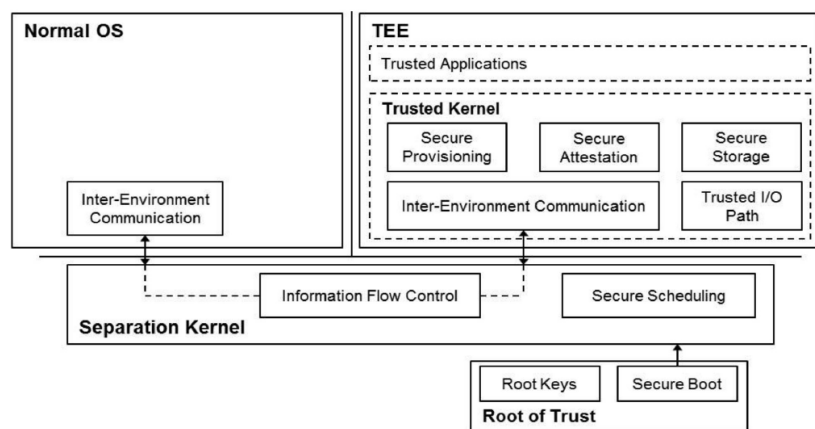 Normal OS
Inter-Environment
Communication
TEE
Trusted Applications
Trusted Kernel
Secure
Provisioning
Secure
Attestation
Secure
Storage
Inter-Environment Communication
Trusted I/O
Path
Information Flow Control
Secure Scheduling
Separation Kernel
Root Keys
Secure Boot
Root of Trust